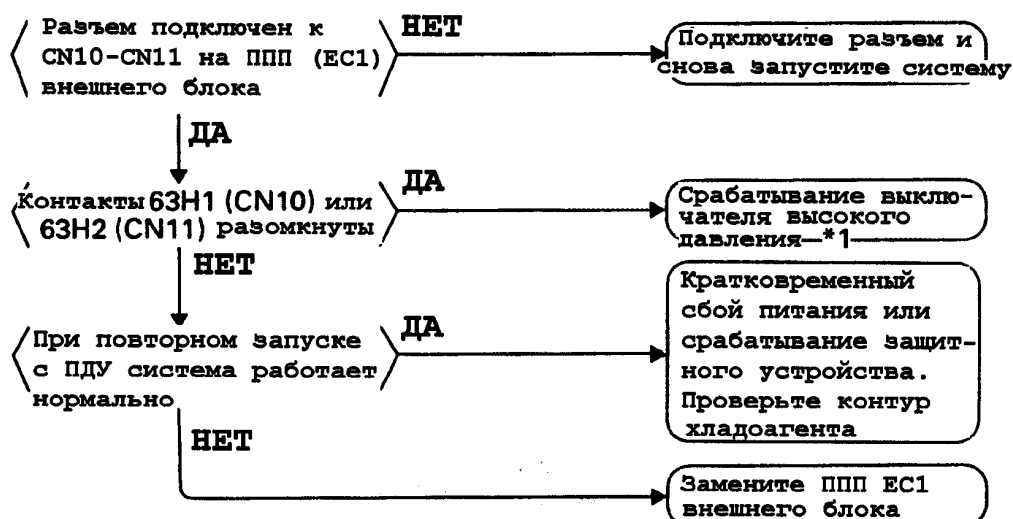 Разъем подключен к
CN10-CN11 на ППП (EC1)
внешнего блока
НЕТ
Подключите разъем и
снова запустите систему
ДА
Контакты 63H1 (CN10) или
63H2 (CN11) разомкнуты
ДА
Срабатывание выклю-
чателя высокого
давления—*1
НЕТ
При повторном запуске
с ПДУ система работает
нормально
ДА
Кратковременный
сбой питания или
срабатывание защит-
ного устройства.
Проверьте контур
хладоагента
НЕТ
Замените ППП EC1
внешнего блока